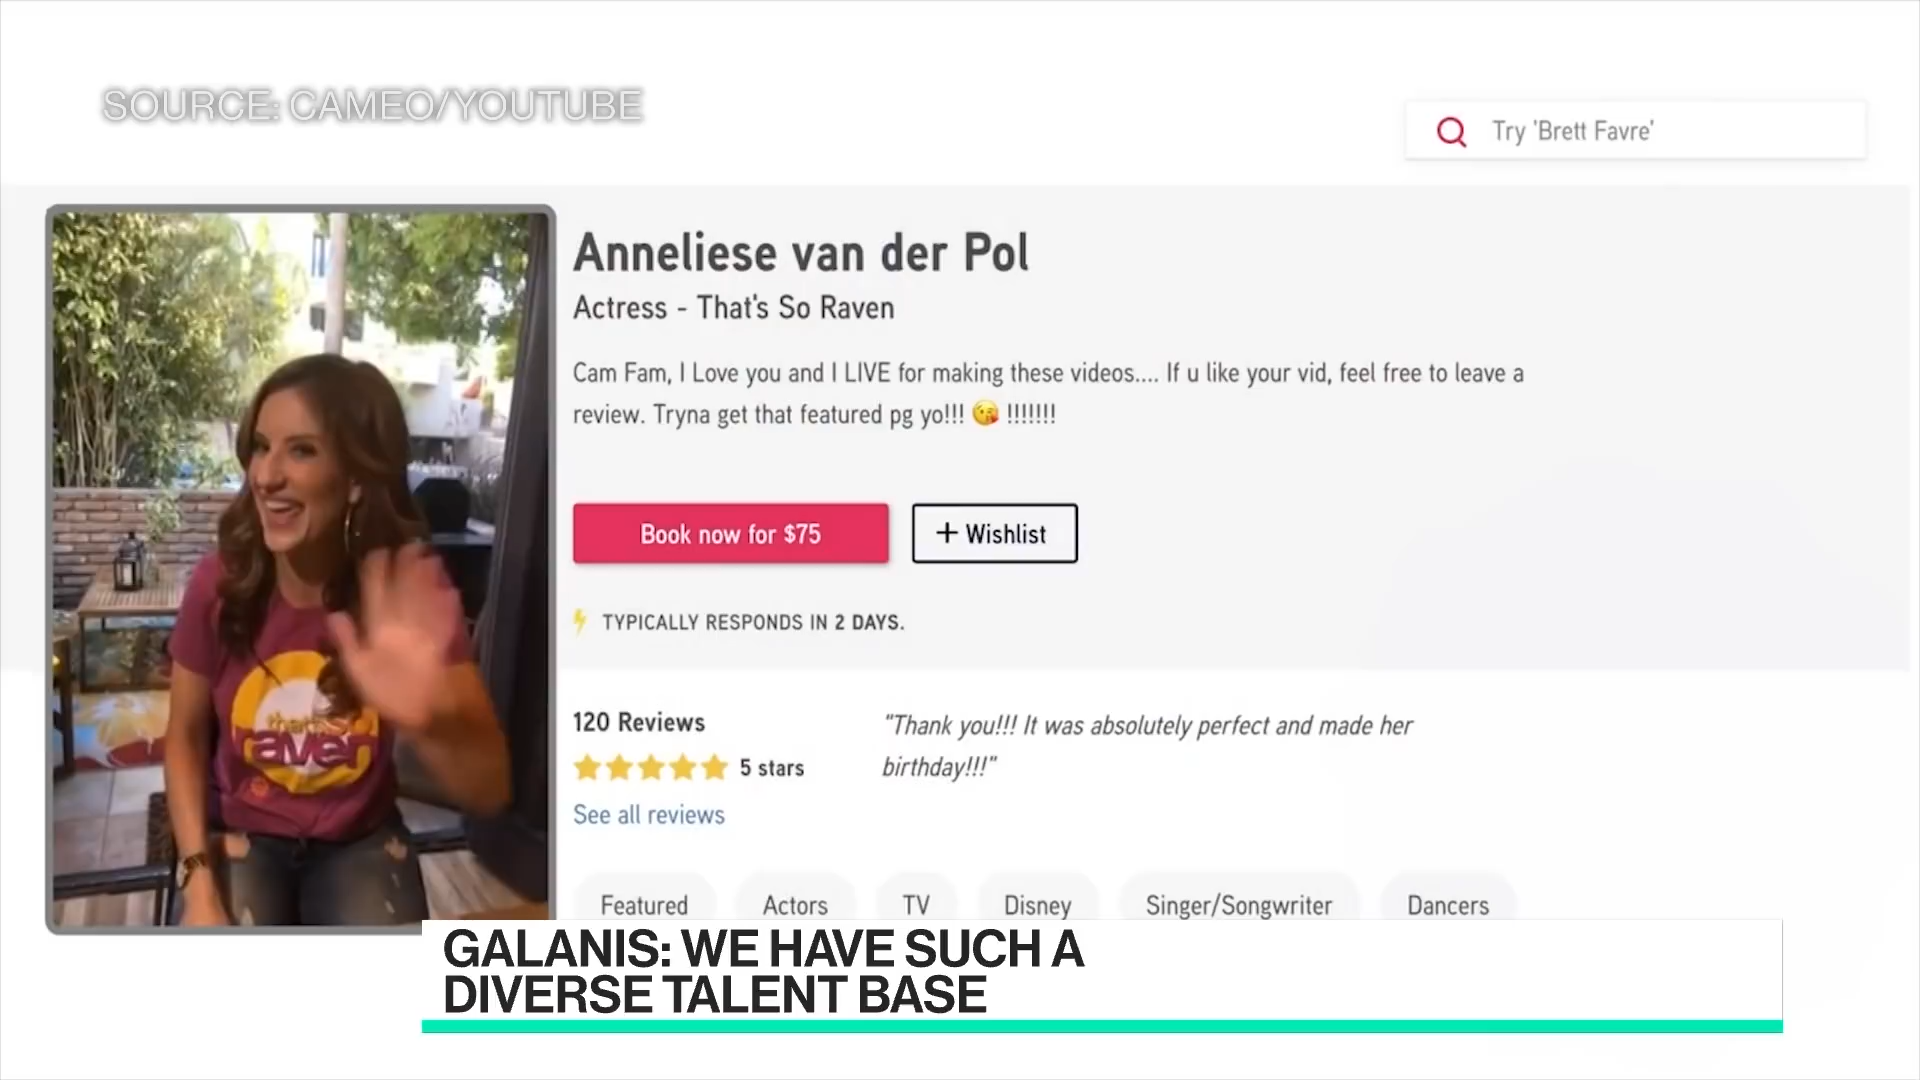 SOURCE: CAMEO/YOUTUBE
Try 'Brett Favre'
Anneliese van der Pol
Actress - That's So Raven
Cam Fam, I Love you and I LIVE for making these videos.... If u like your vid, feel free to leave a
review. Tryna get that featured pg yo!!! 😘 !!!!!!!
Book now for $75
+ Wishlist
TYPICALLY RESPONDS IN 2 DAYS.
120 Reviews
5 stars
See all reviews
"Thank you!!! It was absolutely perfect and made her
birthday!!!"
that's so
raven
Featured
Actors
TV
Disney
Singer/Songwriter
Dancers
GALANIS: WE HAVE SUCH A
DIVERSE TALENT BASE